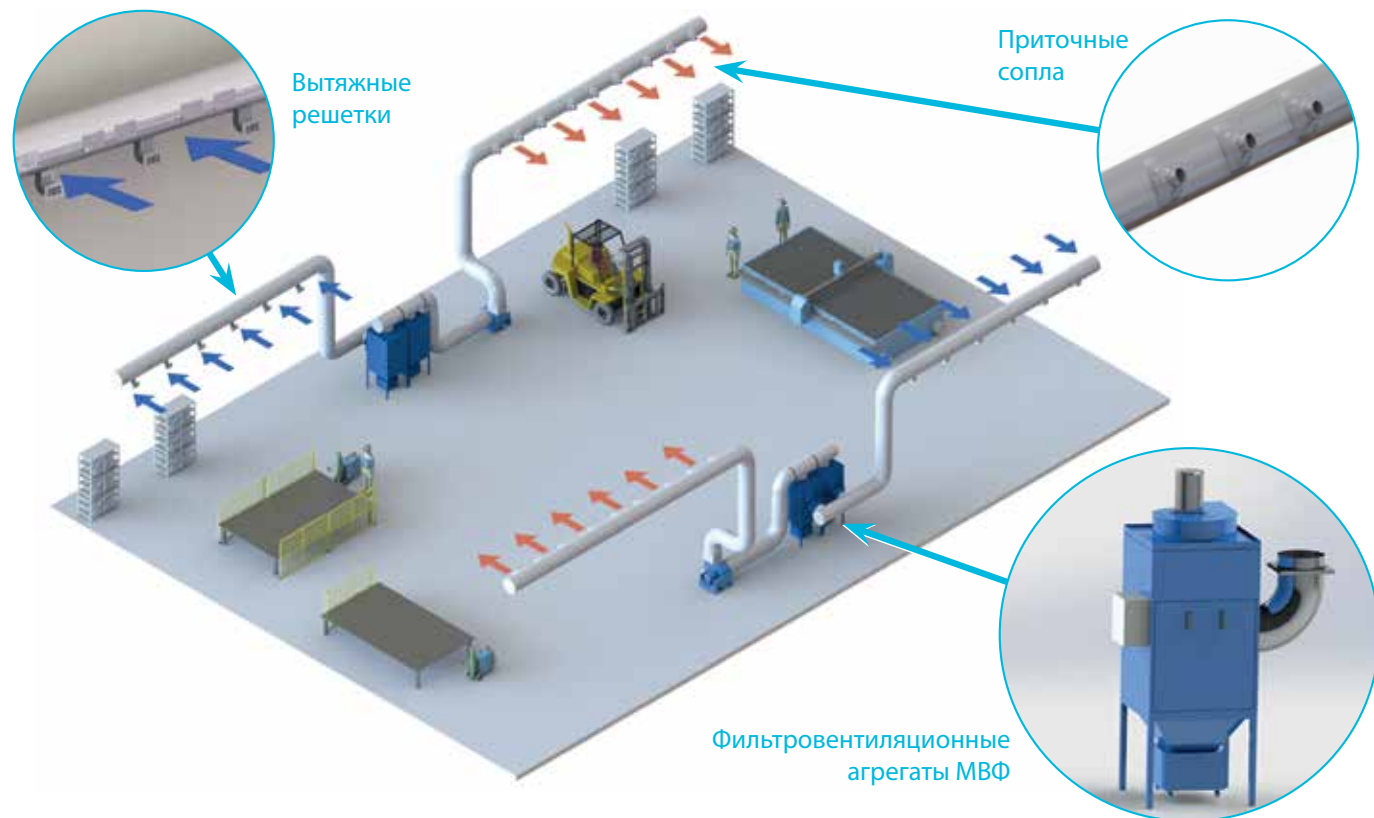 Вытяжные
решетки
Приточные
сопла
Фильтровентиляционные
агрегаты МВФ